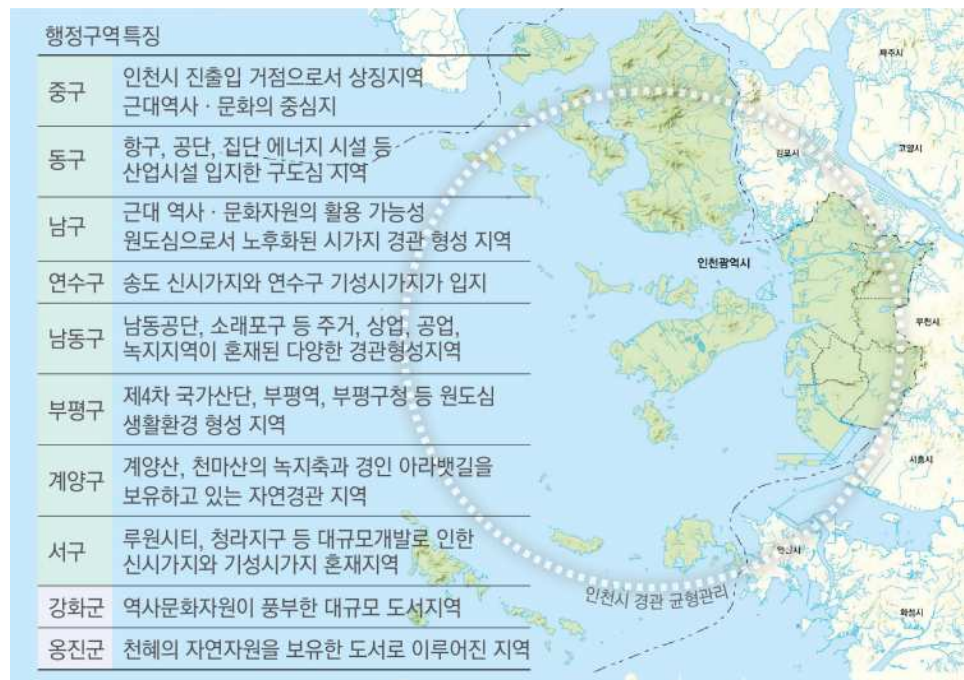 행정구역 특징
중구
인천시 진출입 거점으로서 상징지역
근대역사 · 문화의 중심지
동구
항구, 공단, 집단 에너지 시설 등
산업시설 입지한 구도심 지역
남구
근대 역사 · 문화자원의 활용 가능성
원도심으로서 노후화된 시가지 경관 형성 지역
연수구
송도 신시가지와 연수구 기성시가지가 입지
남동구
남동공단, 소래포구 등 주거, 상업, 공업,
녹지지역이 혼재된 다양한 경관형성지역
부평구
제4차 국가산단, 부평역, 부평구청 등 원도심
생활환경 형성 지역
계양구
계양산, 천마산의 녹지축과 경인 아라뱃길을
보유하고 있는 자연경관 지역
서구
루원시티, 청라지구 등 대규모개발로 인한
신시가지와 기성시가지 혼재지역
강화군
역사문화자원이 풍부한 대규모 도서지역
옹진군
천혜의 자연자원을 보유한 도서로 이루어진 지역
파주시
고양시
김포시
인천광역시
부천시
시흥시
안산시
화성시
인천시 경관 균형관리